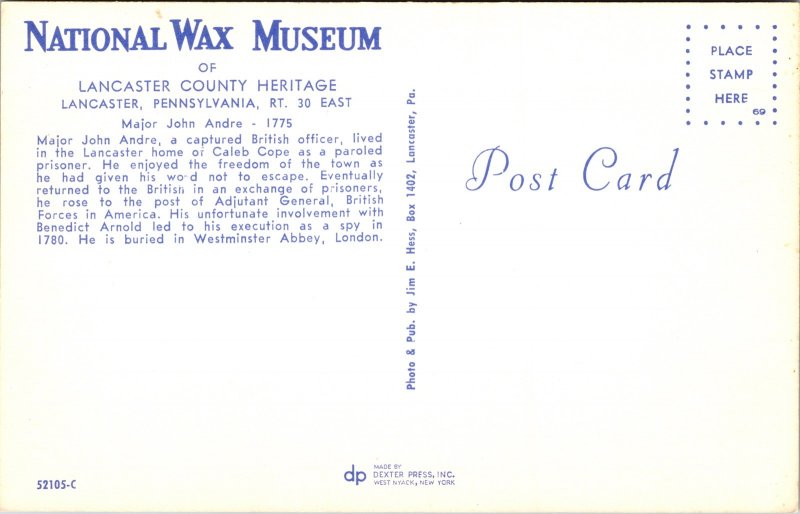 NATIONAL WAX MUSEUM
OF
LANCASTER COUNTY HERITAGE
LANCASTER, PENNSYLVANIA, RT. 30 EAST
Major John Andre - 1775
Major John Andre, a captured British officer, lived
in the Lancaster home of Caleb Cope as a paroled
prisoner. He enjoyed the freedom of the town as
he had given his word not to escape. Eventually
returned to the British in an exchange of prisoners,
he rose to the post of Adjutant General, British
Forces in America. His unfortunate involvement with
Benedict Arnold led to his execution as a spy in
1780. He is buried in Westminster Abbey, London.
52105-C
Photo & Pub. by Jim E. Hess, Box 1402, Lancaster, Pa.
dp
MADE BY
DEXTER PRESS, INC.
WEST NYACK, NEW YORK
PLACE
STAMP
HERE
69
Post Card